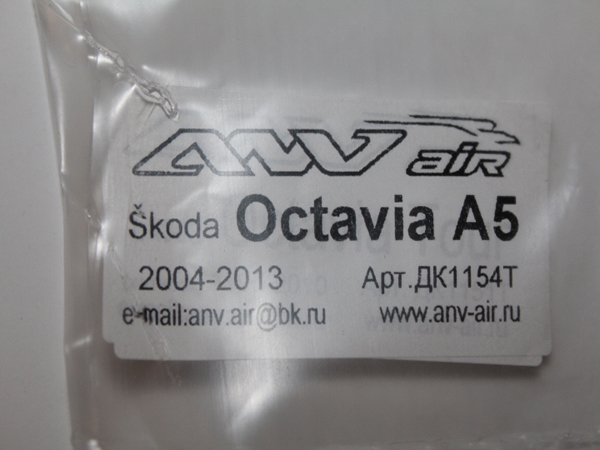 ANV air
Škoda Octavia A5
2004-2013 Арт.ДК1154Т
e-mail:anv.air@bk.ru www.anv-air.ru